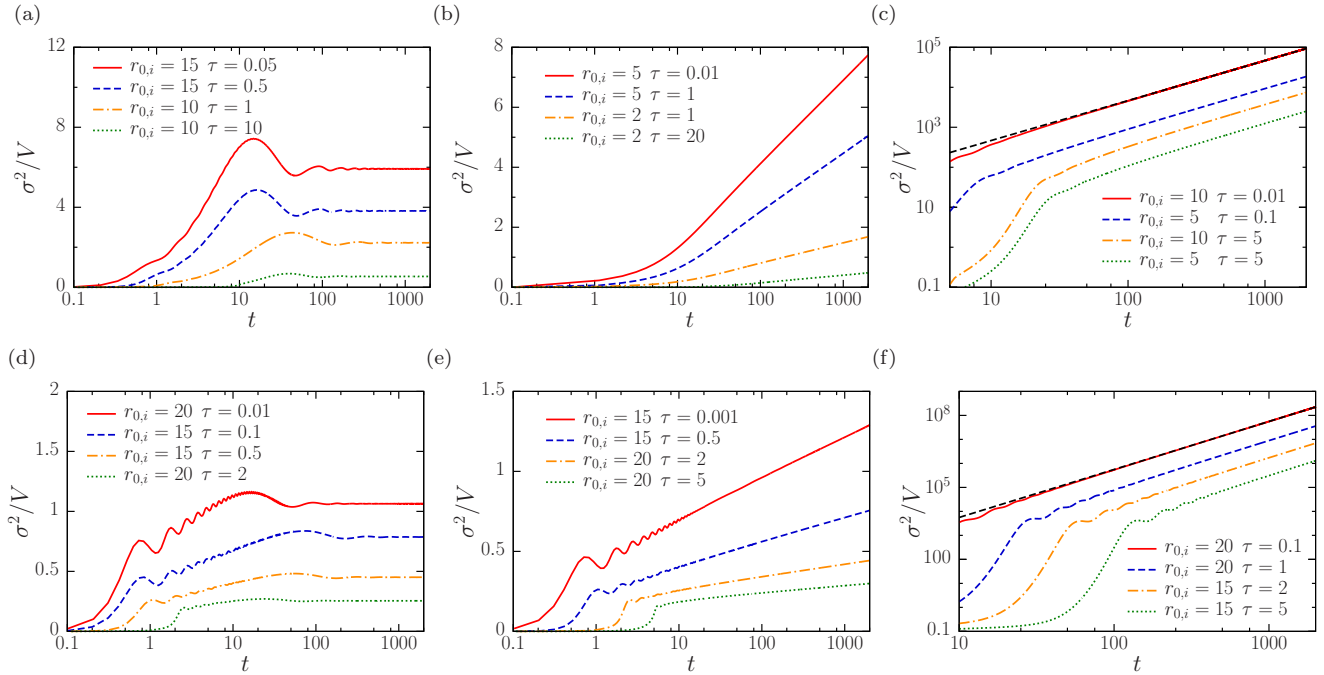 (a)
12
8
4
0
0.1
1
10
100
1000
σ²/V
t
r₀,ᵢ = 15 τ = 0.05
r₀,ᵢ = 15 τ = 0.5
r₀,ᵢ = 10 τ = 1
r₀,ᵢ = 10 τ = 10
(b)
8
6
4
2
0
0.1
1
10
100
1000
σ²/V
t
r₀,ᵢ = 5 τ = 0.01
r₀,ᵢ = 5 τ = 1
r₀,ᵢ = 2 τ = 1
r₀,ᵢ = 2 τ = 20
(c)
10⁵
10³
10
0.1
10
100
1000
σ²/V
t
r₀,ᵢ = 10 τ = 0.01
r₀,ᵢ = 5 τ = 0.1
r₀,ᵢ = 10 τ = 5
r₀,ᵢ = 5 τ = 5
(d)
2
1.5
1
0.5
0
0.1
1
10
100
1000
σ²/V
t
r₀,ᵢ = 20 τ = 0.01
r₀,ᵢ = 15 τ = 0.1
r₀,ᵢ = 15 τ = 0.5
r₀,ᵢ = 20 τ = 2
(e)
1.5
1
0.5
0
0.1
1
10
100
1000
σ²/V
t
r₀,ᵢ = 15 τ = 0.001
r₀,ᵢ = 15 τ = 0.5
r₀,ᵢ = 20 τ = 2
r₀,ᵢ = 20 τ = 5
(f)
10⁸
10⁵
100
0.1
10
100
1000
σ²/V
t
r₀,ᵢ = 20 τ = 0.1
r₀,ᵢ = 20 τ = 1
r₀,ᵢ = 15 τ = 2
r₀,ᵢ = 15 τ = 5